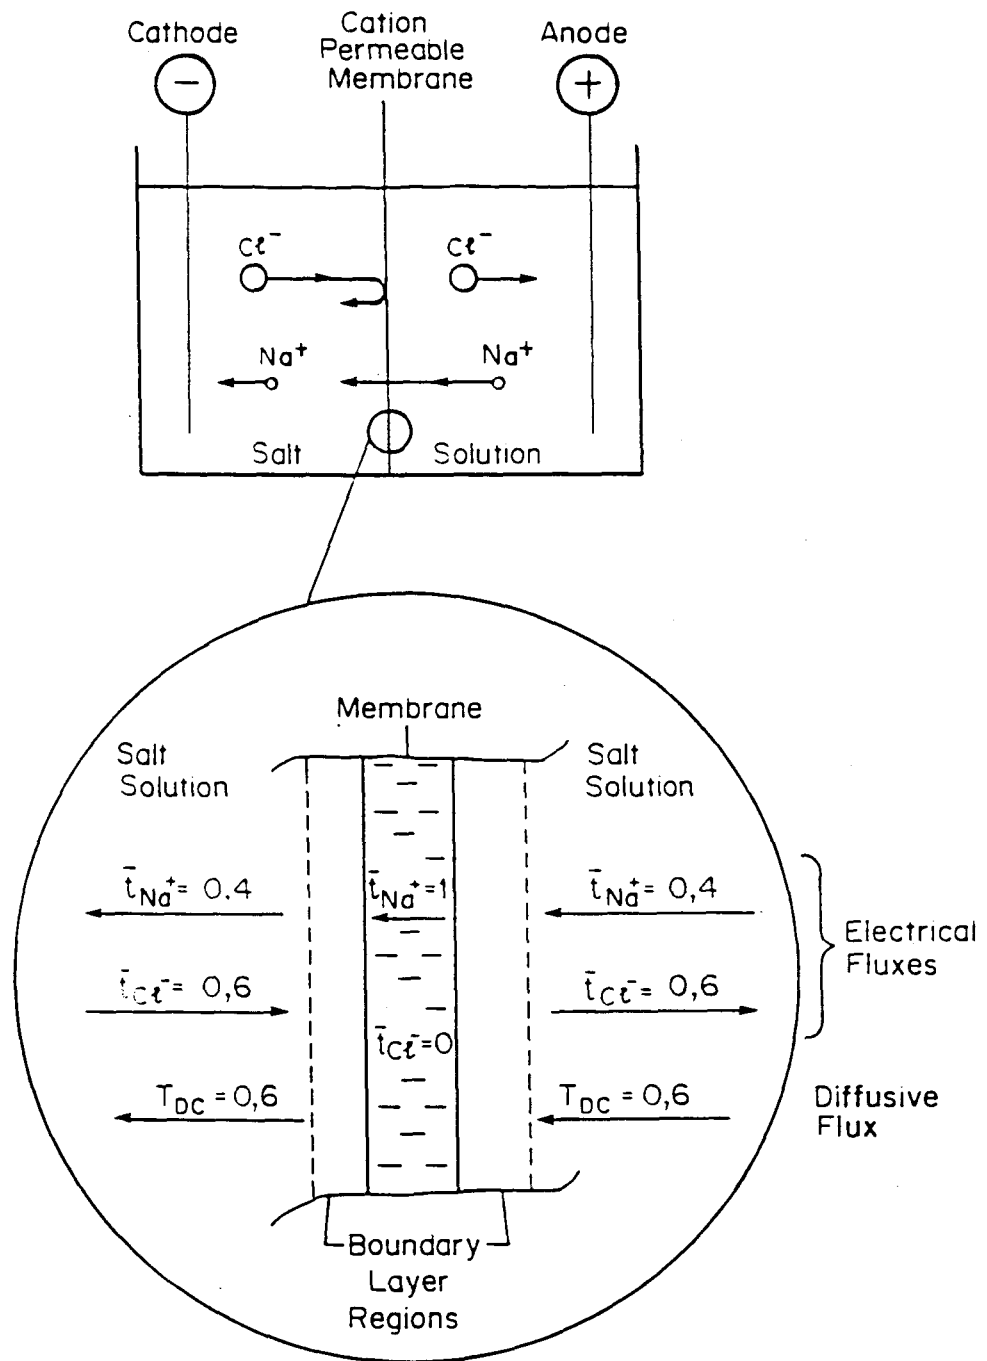 Cathode
Cation
Permeable
Membrane
Anode
−
+
Cℓ⁻
Cℓ⁻
Na⁺
Na⁺
Salt
Solution
Membrane
Salt
Solution
Salt
Solution
t̄Na⁺= 0.4
t̄Na⁺=1
t̄Na⁺= 0,4
Electrical
Fluxes
t̄Cℓ⁻= 0,6
t̄Cℓ⁻= 0,6
t̄Cℓ⁻=0
TDC = 0,6
TDC = 0,6
Diffusive
Flux
Boundary
Layer
Regions